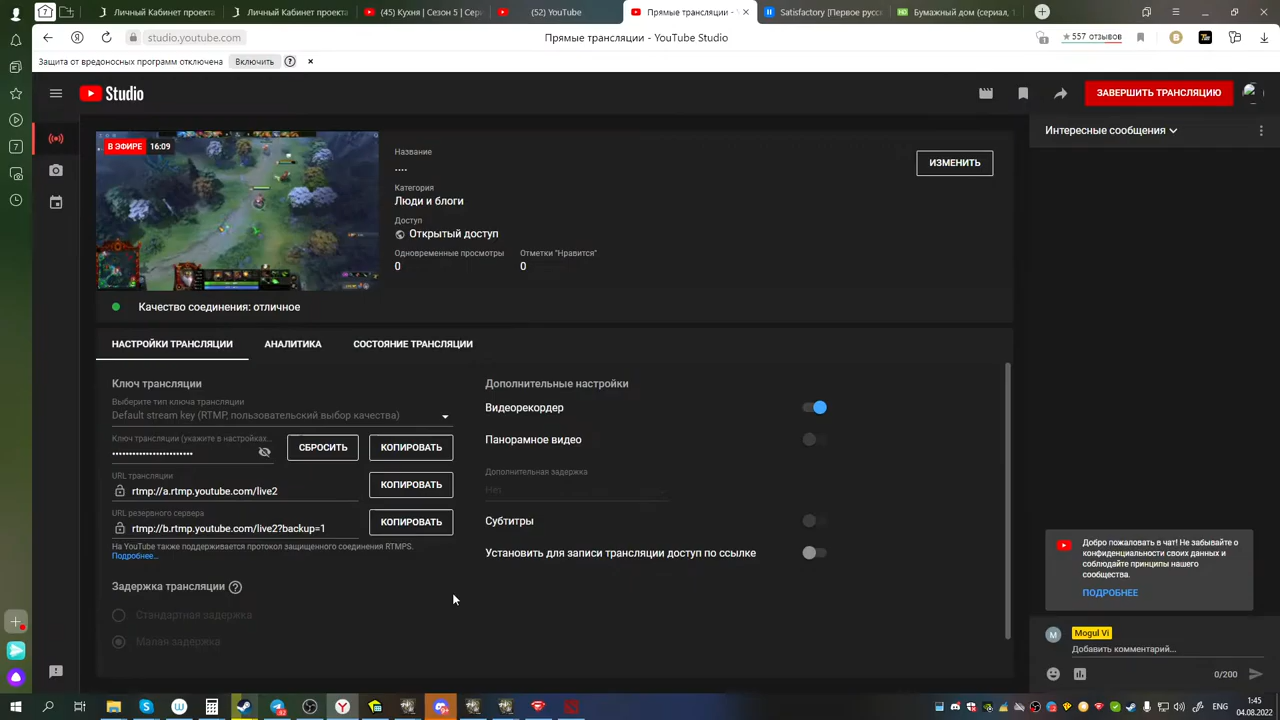 Личный Кабинет проекта
Личный Кабинет проекта
(45) Кухня | Сезон 5 | Сери
(52) YouTube
Прямые трансляции -
Satisfactory [Первое русск
Бумажный дом (сериал, 1
studio.youtube.com
Прямые трансляции - YouTube Studio
★ 557 отзывов
Защита от вредоносных программ отключена
Включить
Studio
ЗАВЕРШИТЬ ТРАНСЛЯЦИЮ
В ЭФИРЕ 16:09
Название
....
Категория
Люди и блоги
Доступ
Открытый доступ
Одновременные просмотры
Отметки "Нравится"
0
0
ИЗМЕНИТЬ
Интересные сообщения
Качество соединения: отличное
НАСТРОЙКИ ТРАНСЛЯЦИИ
АНАЛИТИКА
СОСТОЯНИЕ ТРАНСЛЯЦИИ
Ключ трансляции
Выберите тип ключа трансляции
Default stream key (RTMP, пользовательский выбор качества)
Ключ трансляции (укажите в настройках...
••••••••••••••••••••••••
СБРОСИТЬ
КОПИРОВАТЬ
URL трансляции
rtmp://a.rtmp.youtube.com/live2
КОПИРОВАТЬ
URL резервного сервера
rtmp://b.rtmp.youtube.com/live2?backup=1
КОПИРОВАТЬ
На YouTube также поддерживается протокол защищенного соединения RTMPS.
Подробнее...
Задержка трансляции
Стандартная задержка
Малая задержка
Дополнительные настройки
Видеорекордер
Панорамное видео
Дополнительная задержка
Нет
Субтитры
Установить для записи трансляции доступ по ссылке
Добро пожаловать в чат! Не забывайте о
конфиденциальности своих данных и
соблюдайте принципы нашего
сообщества.
ПОДРОБНЕЕ
M
Mogul Vi
Добавить комментарий...
0/200
ENG
1:45
04.08.2022